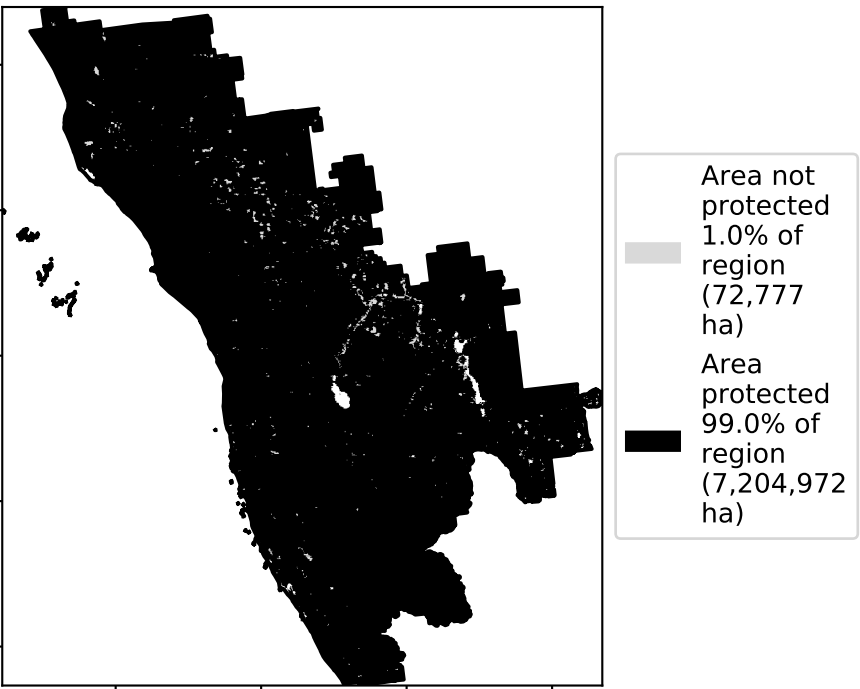 Area not
protected
1.0% of
region
(72,777
ha)
Area
protected
99.0% of
region
(7,204,972
ha)